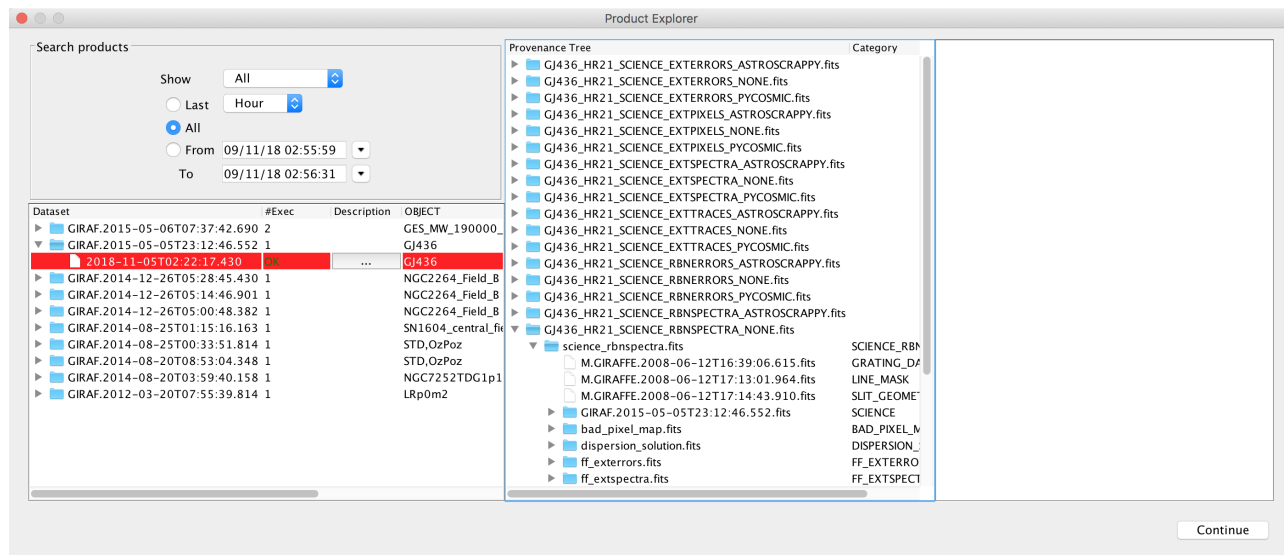 Product Explorer
Search products
Show All
Last Hour
All
From 09/11/18 02:55:59
To 09/11/18 02:56:31
Dataset #Exec Description OBJECT
GIRAF.2015-05-06T07:37:42.690 2 GES_MW_190000_
GIRAF.2015-05-05T23:12:46.552 1 GJ436
2018-11-05T02:22:17.430 OK ... GJ436
GIRAF.2014-12-26T05:28:45.430 1 NGC2264_Field_B
GIRAF.2014-12-26T05:14:46.901 1 NGC2264_Field_B
GIRAF.2014-12-26T05:00:48.382 1 NGC2264_Field_B
GIRAF.2014-08-25T01:15:16.163 1 SN1604_central_fie
GIRAF.2014-08-25T00:33:51.814 1 STD,OzPoz
GIRAF.2014-08-20T08:53:04.348 1 STD,OzPoz
GIRAF.2014-08-20T03:59:40.158 1 NGC7252TDG1p1
GIRAF.2012-03-20T07:55:39.814 1 LRp0m2
Provenance Tree Category
GJ436_HR21_SCIENCE_EXTERRORS_ASTROSCRAPPY.fits
GJ436_HR21_SCIENCE_EXTERRORS_NONE.fits
GJ436_HR21_SCIENCE_EXTERRORS_PYCOSMIC.fits
GJ436_HR21_SCIENCE_EXTPIXELS_ASTROSCRAPPY.fits
GJ436_HR21_SCIENCE_EXTPIXELS_NONE.fits
GJ436_HR21_SCIENCE_EXTPIXELS_PYCOSMIC.fits
GJ436_HR21_SCIENCE_EXTSPECTRA_ASTROSCRAPPY.fits
GJ436_HR21_SCIENCE_EXTSPECTRA_NONE.fits
GJ436_HR21_SCIENCE_EXTSPECTRA_PYCOSMIC.fits
GJ436_HR21_SCIENCE_EXTTRACES_ASTROSCRAPPY.fits
GJ436_HR21_SCIENCE_EXTTRACES_NONE.fits
GJ436_HR21_SCIENCE_EXTTRACES_PYCOSMIC.fits
GJ436_HR21_SCIENCE_RBNERRORS_ASTROSCRAPPY.fits
GJ436_HR21_SCIENCE_RBNERRORS_NONE.fits
GJ436_HR21_SCIENCE_RBNERRORS_PYCOSMIC.fits
GJ436_HR21_SCIENCE_RBNSPECTRA_ASTROSCRAPPY.fits
GJ436_HR21_SCIENCE_RBNSPECTRA_NONE.fits
science_rbnspectra.fits SCIENCE_RBN
M.GIRAFFE.2008-06-12T16:39:06.615.fits GRATING_DA
M.GIRAFFE.2008-06-12T17:13:01.964.fits LINE_MASK
M.GIRAFFE.2008-06-12T17:14:43.910.fits SLIT_GEOMET
GIRAF.2015-05-05T23:12:46.552.fits SCIENCE
bad_pixel_map.fits BAD_PIXEL_M
dispersion_solution.fits DISPERSION_
ff_exterrors.fits FF_EXTERRO
ff_extspectra.fits FF_EXTSPECT
Continue